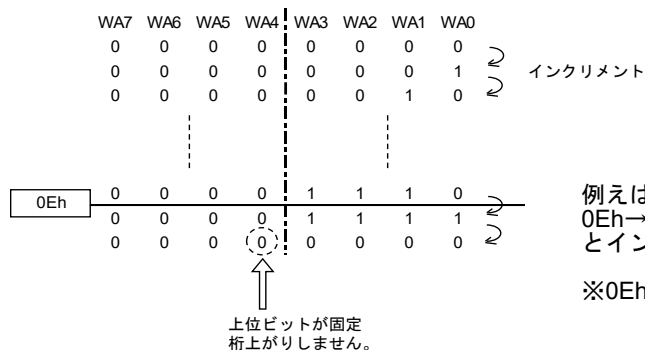 WA7 WA6 WA5 WA4 WA3 WA2 WA1 WA0
0 0 0 0 0 0 0 0
0 0 0 0 0 0 0 1
0 0 0 0 0 0 1 0
インクリメント
0Eh
0 0 0 0 1 1 1 0
0 0 0 0 1 1 1 1
0 0 0 0 0 0 0 0
上位ビットが固定
桁上がりしません。
例えは
0Eh→
とイン
※0Eh